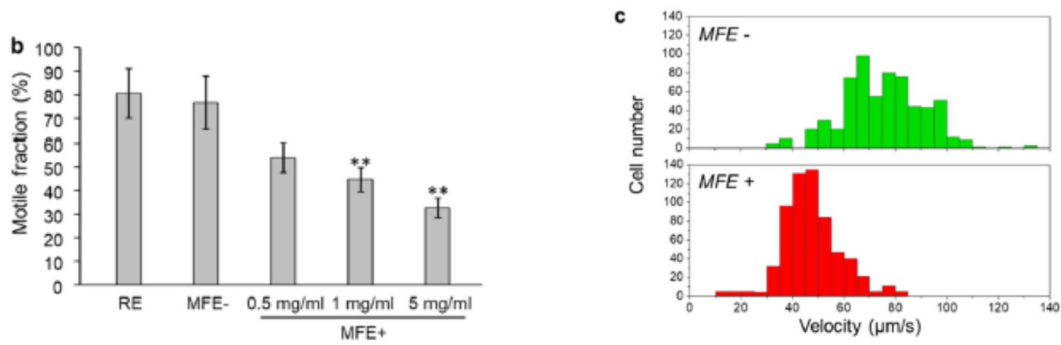 b
Motile fraction (%)
100
90
80
70
60
50
40
30
20
10
0
**
**
RE MFE- 0.5 mg/ml 1 mg/ml 5 mg/ml
MFE+
c
Cell number
140
120
100
80
60
40
20
0
MFE -
140
120
100
80
60
40
20
0
MFE +
0 20 40 60 80 100 120 140
Velocity (µm/s)